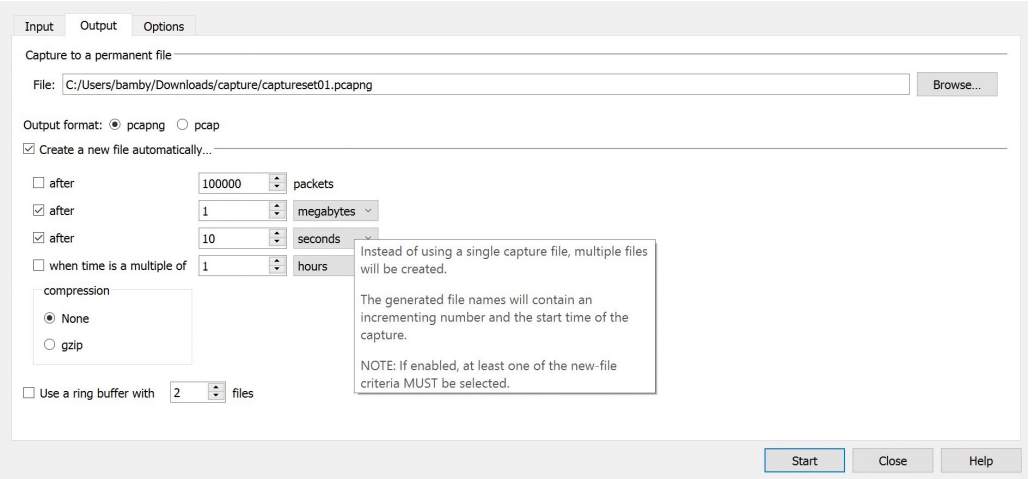 Input Output Options
Capture to a permanent file
File: C:/Users/bamby/Downloads/capture/captureset01.pcapng Browse...
Output format: pcapng pcap
Create a new file automatically...
after 100000 packets
after 1 megabytes
after 10 seconds
when time is a multiple of 1 hours
compression
None
gzip
Instead of using a single capture file, multiple files
will be created.
The generated file names will contain an
incrementing number and the start time of the
capture.
NOTE: If enabled, at least one of the new-file
criteria MUST be selected.
Use a ring buffer with 2 files
Start Close Help